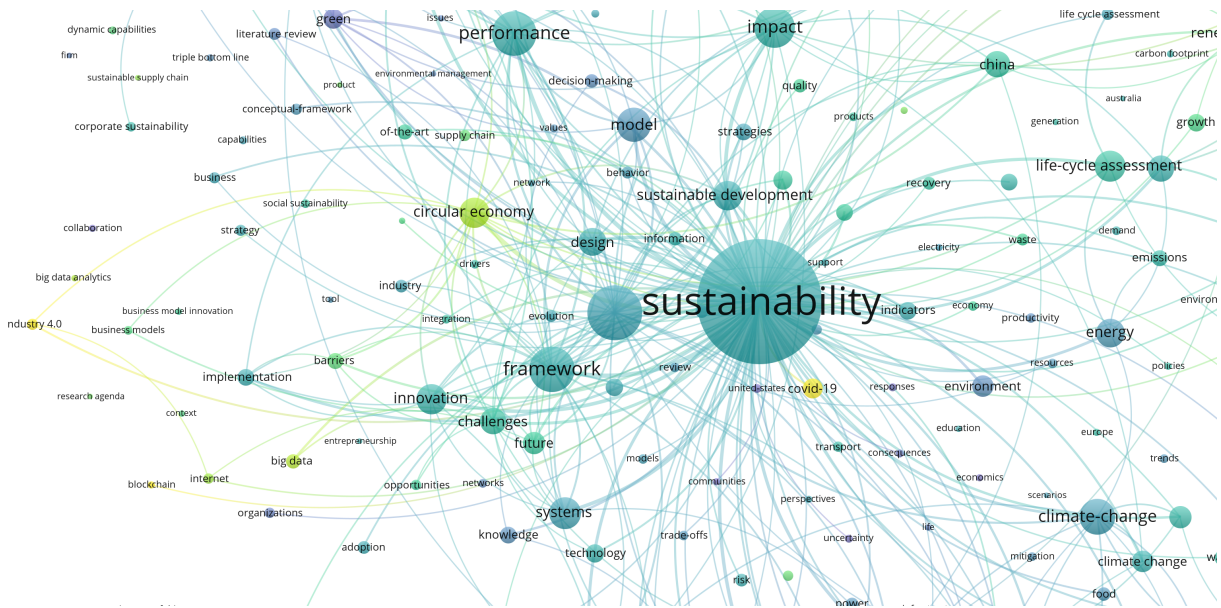 green
issues
performance
impact
life cycle assessment
dynamic capabilities
literature review
firm
triple bottom line
china
carbon footprint
sustainable supply chain
product
environmental management
decision-making
quality
australia
conceptual-framework
products
generation
growth
corporate sustainability
capabilities
of-the-art
supply chain
values
model
strategies
business
network
behavior
sustainable development
recovery
life-cycle assessment
social sustainability
circular economy
collaboration
strategy
design
information
electricity
waste
demand
big data analytics
drivers
support
emissions
industry
tool
sustainability
business model innovation
ndustry 4.0
business models
integration
evolution
indicators
economy
productivity
energy
barriers
implementation
framework
review
resources
policies
united-states
covid-19
responses
environment
research agenda
context
innovation
challenges
future
education
europe
entrepreneurship
big data
models
transport
consequences
trends
blockchain
internet
opportunities
networks
communities
perspectives
economics
scenarios
organizations
systems
climate-change
knowledge
trade-offs
uncertainty
life
adoption
technology
mitigation
climate change
risk
food
power